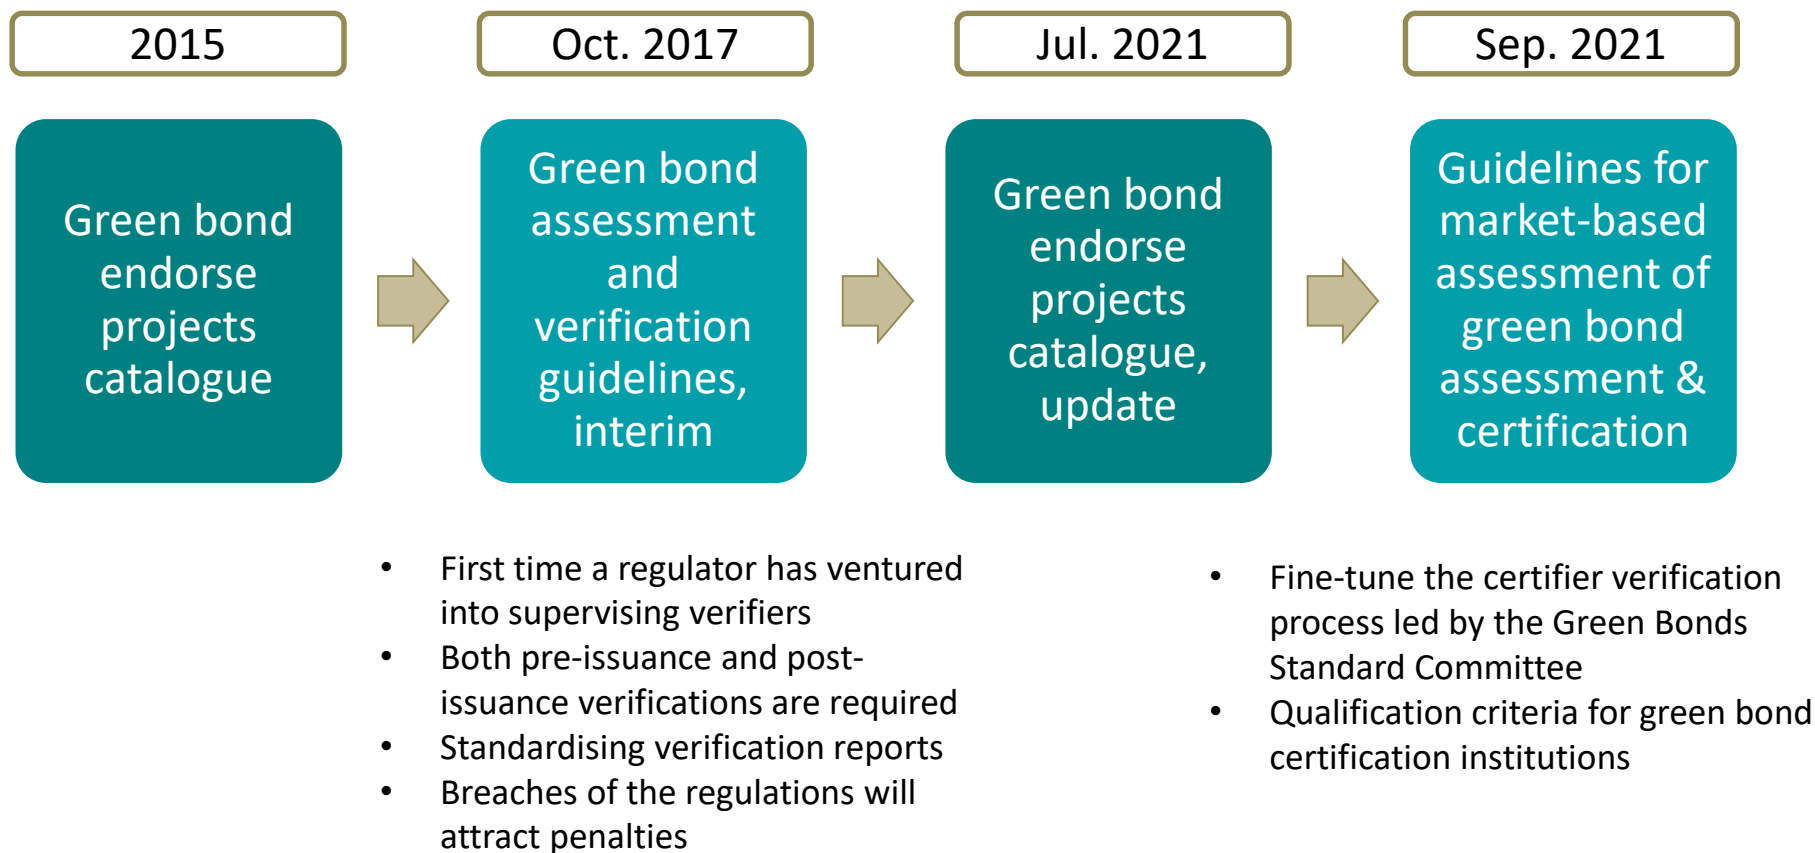 2015
Oct. 2017
Jul. 2021
Sep. 2021
Green bond
endorse
projects
catalogue
Green bond
assessment
and
verification
guidelines,
interim
Green bond
endorse
projects
catalogue,
update
Guidelines for
market-based
assessment of
green bond
assessment &
certification
• First time a regulator has ventured
into supervising verifiers
• Both pre-issuance and post-
issuance verifications are required
• Standardising verification reports
• Breaches of the regulations will
attract penalties
• Fine-tune the certifier verification
process led by the Green Bonds
Standard Committee
• Qualification criteria for green bond
certification institutions